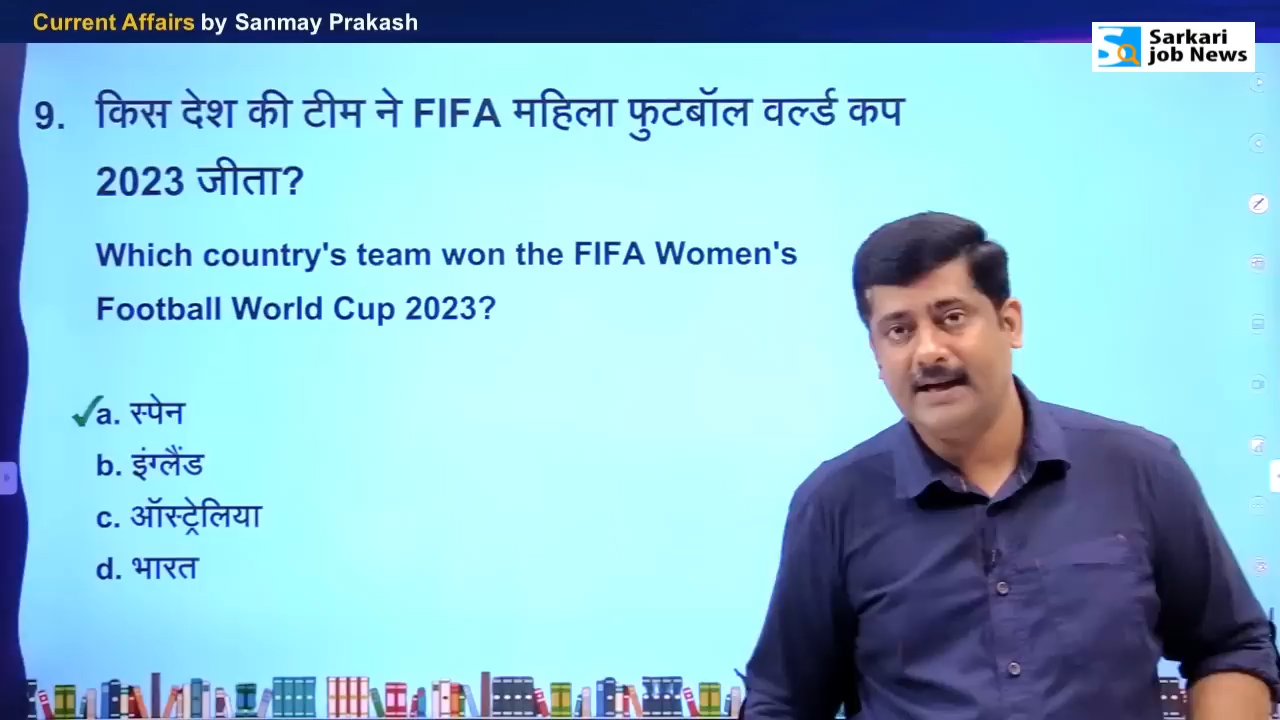 Current Affairs by Sanmay Prakash
Sarkari
Job News
9. किस देश की टीम ने FIFA महिला फुटबॉल वर्ल्ड कप
2023 जीता?
Which country's team won the FIFA Women's
Football World Cup 2023?
a. स्पेन
b. इंग्लैंड
c. ऑस्ट्रेलिया
d. भारत